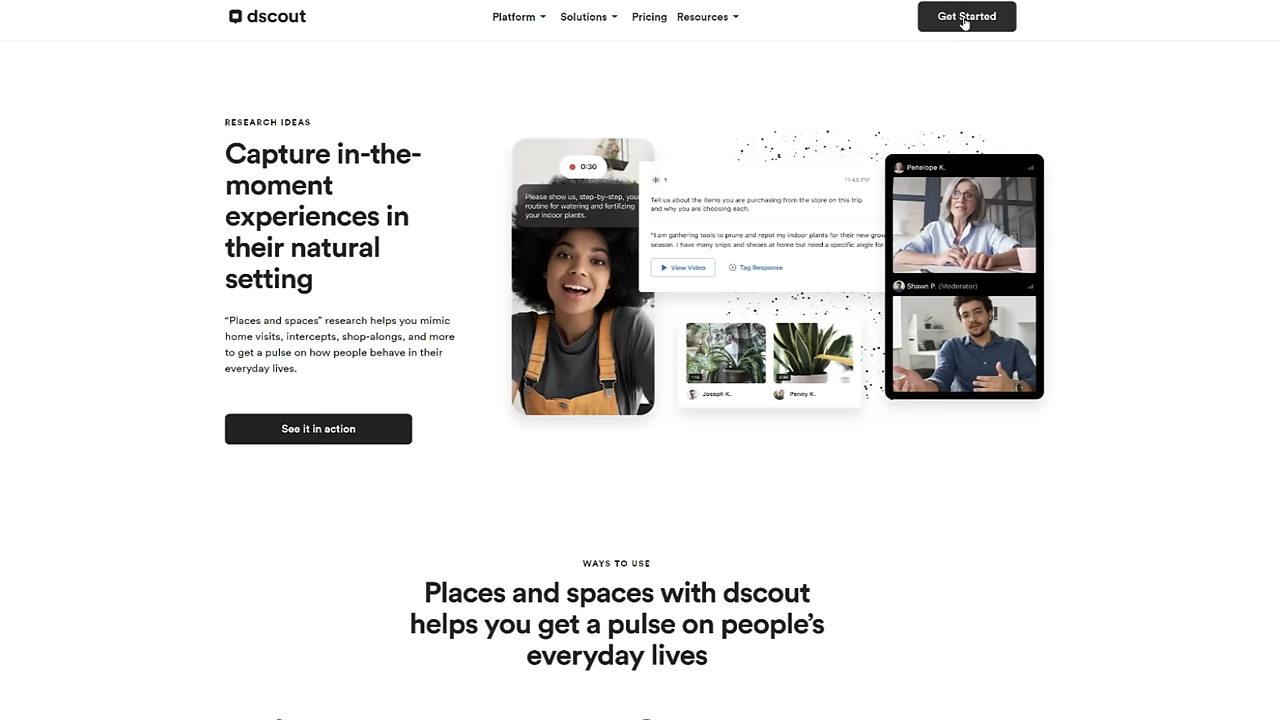 dscout
Platform
Solutions
Pricing
Resources
Get Started
RESEARCH IDEAS
Capture in-the-
moment
experiences in
their natural
setting
“Places and spaces” research helps you mimic
home visits, intercepts, shop-alongs, and more
to get a pulse on how people behave in their
everyday lives.
See it in action
0:30
Please show us, step-by-step, your
routine for watering and fertilizing
your indoor plants.
1
11:48 PM
Tell us about the items you are purchasing from the store on this trip
and why you are choosing each.
“I am gathering tools to prune and repot my indoor plants for their new grow
season. I have many snips and shears at home but need a specific angle for
View Video
Tag Response
Joseph K.
Penny K.
Penelope K.
Shawn P. (Moderator)
WAYS TO USE
Places and spaces with dscout
helps you get a pulse on people’s
everyday lives